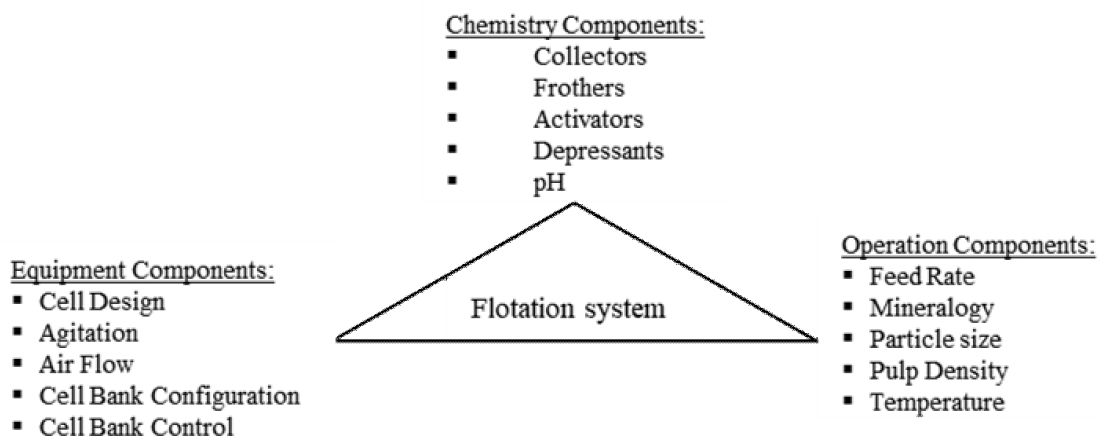 Chemistry Components:
▪ Collectors
▪ Frothers
▪ Activators
▪ Depressants
▪ pH
Equipment Components:
▪ Cell Design
▪ Agitation
▪ Air Flow
▪ Cell Bank Configuration
▪ Cell Bank Control
Flotation system
Operation Components:
▪ Feed Rate
▪ Mineralogy
▪ Particle size
▪ Pulp Density
▪ Temperature